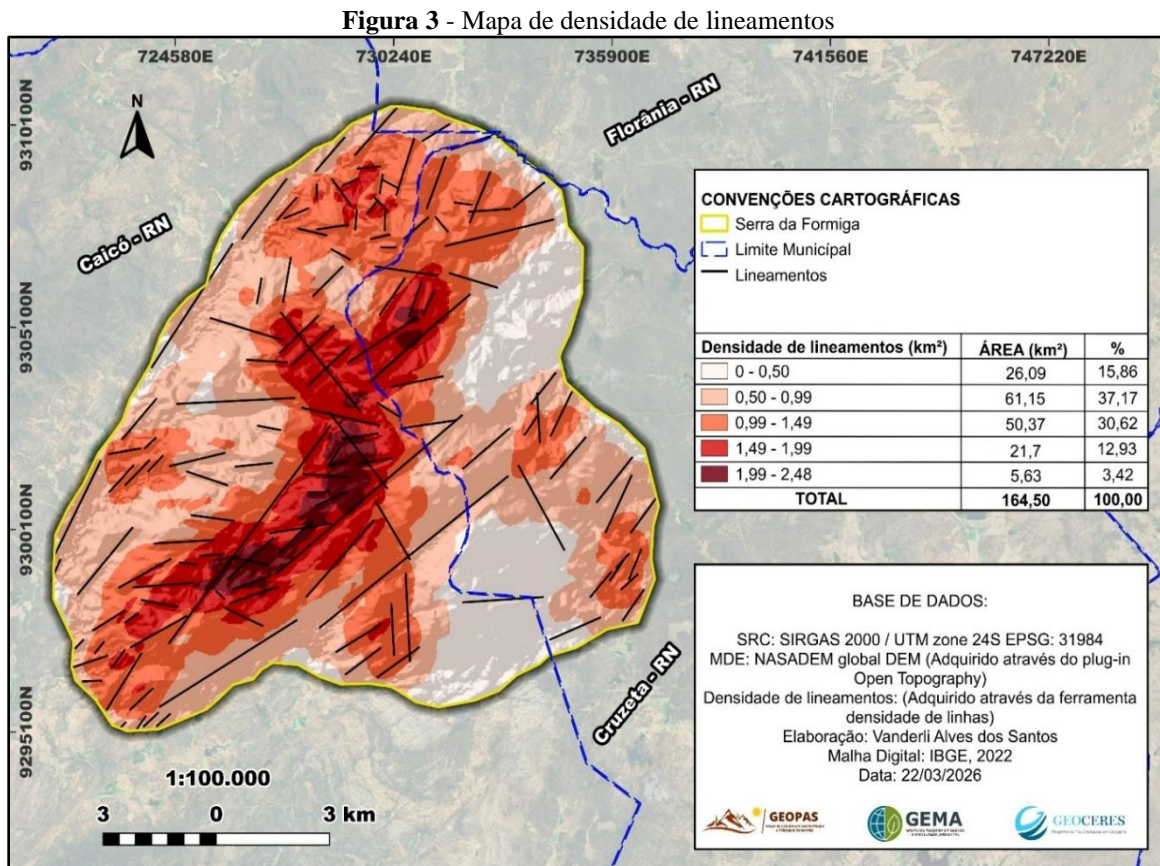 Figura 3 - Mapa de densidade de lineamentos
724580E 730240E 735900E 741560E 747220E
9310100N
9305100N
9300100N
9295100N
N
Florânia - RN
Caicó - RN
Cruzeta - RN
1:100.000
3 0 3 km
CONVENÇÕES CARTOGRÁFICAS
Serra da Formiga
Limite Municípal
Lineamentos
Densidade de lineamentos (km²) ÁREA (km²) %
0 - 0,50 26,09 15,86
0,50 - 0,99 61,15 37,17
0,99 - 1,49 50,37 30,62
1,49 - 1,99 21,7 12,93
1,99 - 2,48 5,63 3,42
TOTAL 164,50 100,00
BASE DE DADOS:
SRC: SIRGAS 2000 / UTM zone 24S EPSG: 31984
MDE: NASADEM global DEM (Adquirido através do plug-in
Open Topography)
Densidade de lineamentos: (Adquirido através da ferramenta
densidade de linhas)
Elaboração: Vanderli Alves dos Santos
Malha Digital: IBGE, 2022
Data: 22/03/2026
GEOPAS
GEMA
GEOCERES